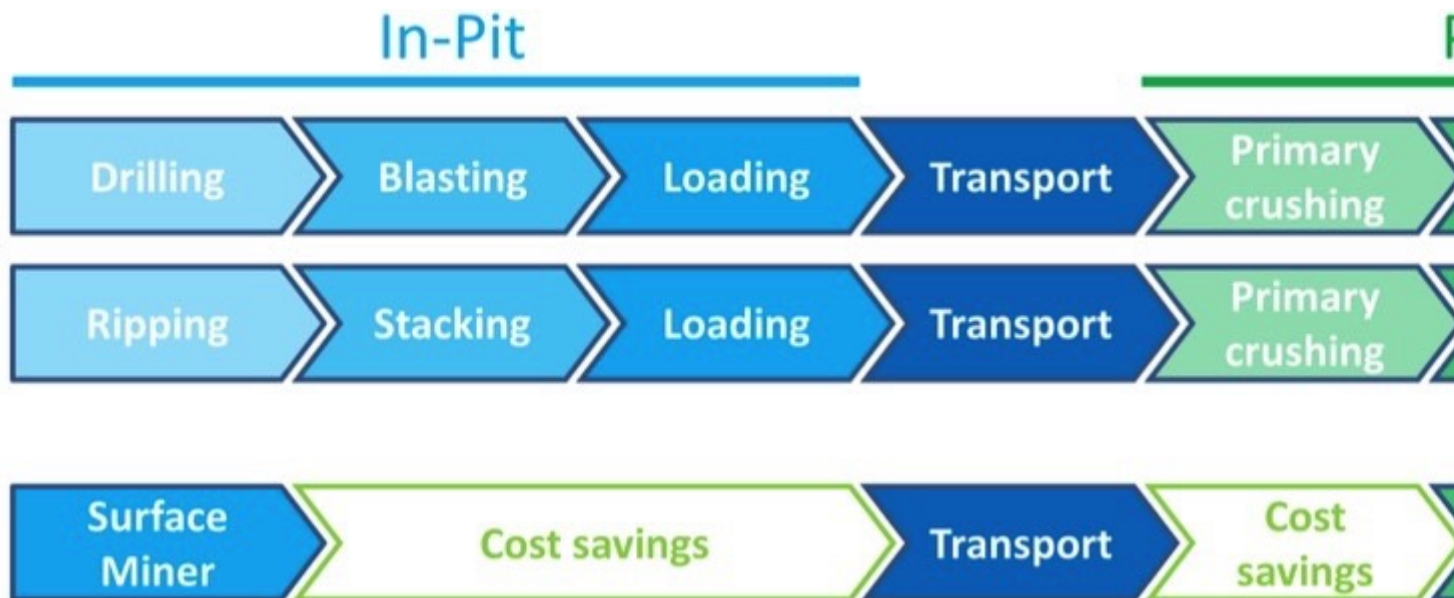 In-Pit
Drilling
Blasting
Loading
Transport
Primary
crushing
Ripping
Stacking
Loading
Transport
Primary
crushing
Surface
Miner
Cost savings
Transport
Cost
savings